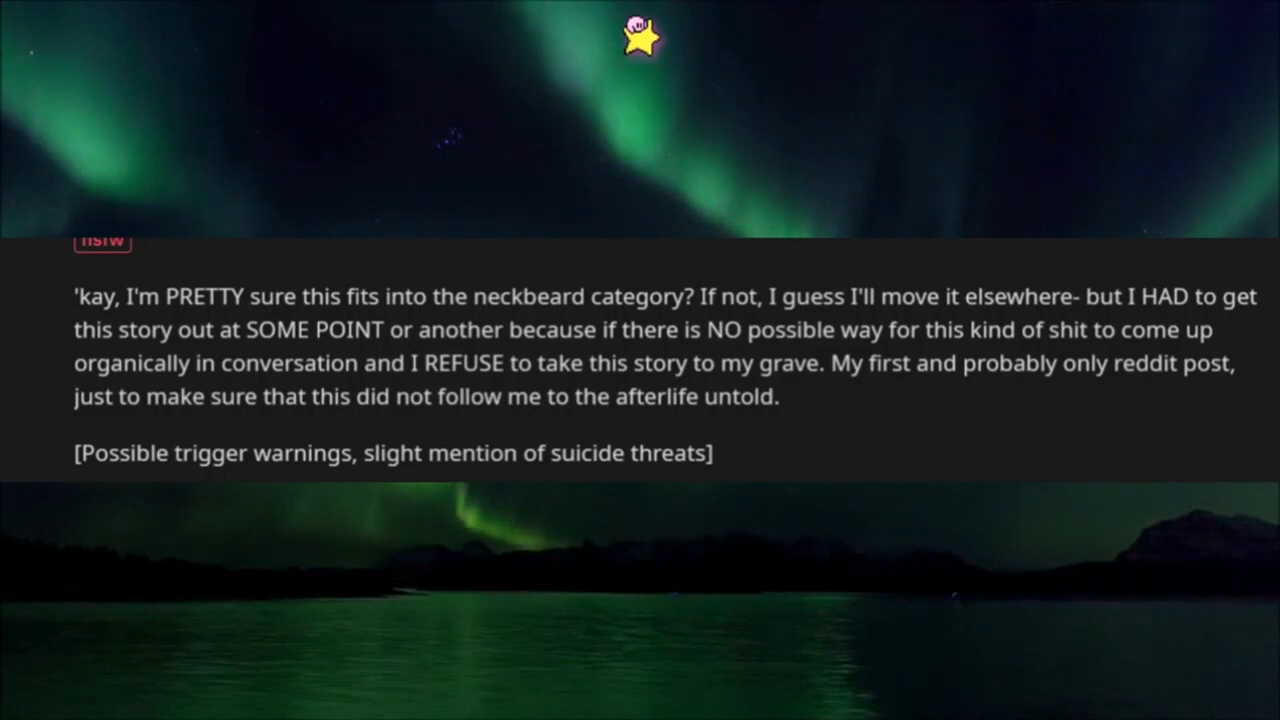 nsfw
'kay, I'm PRETTY sure this fits into the neckbeard category? If not, I guess I'll move it elsewhere- but I HAD to get
this story out at SOME POINT or another because if there is NO possible way for this kind of shit to come up
organically in conversation and I REFUSE to take this story to my grave. My first and probably only reddit post,
just to make sure that this did not follow me to the afterlife untold.
[Possible trigger warnings, slight mention of suicide threats]